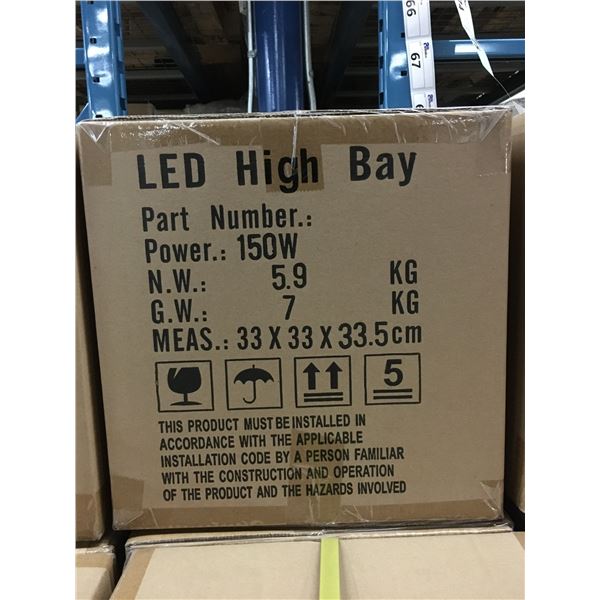 66
67
LED High Bay
Part Number.:
Power.: 150W
N.W.: 5.9 KG
G.W.: 7 KG
MEAS.: 33 X 33 X 33.5cm
5
THIS PRODUCT MUST BE INSTALLED IN
ACCORDANCE WITH THE APPLICABLE
INSTALLATION CODE BY A PERSON FAMILIAR
WITH THE CONSTRUCTION AND OPERATION
OF THE PRODUCT AND THE HAZARDS INVOLVED